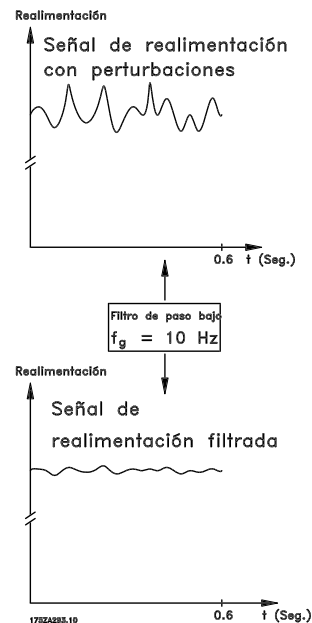 Realimentación
Señal de realimentación
con perturbaciones
0.6 t (Seg.)
Filtro de paso bajo
fg = 10 Hz
Realimentación
Señal de
realimentación filtrada
0.6 t (Seg.)
175ZA293.10